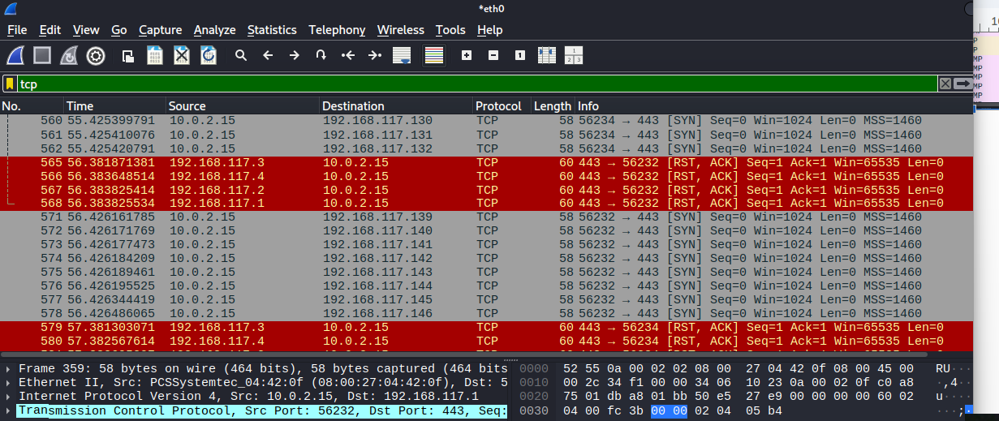 *eth0
File Edit View Go Capture Analyze Statistics Telephony Wireless Tools Help
tcp
No. Time Source Destination Protocol Length Info
560 55.425399791 10.0.2.15 192.168.117.130 TCP 58 56234 → 443 [SYN] Seq=0 Win=1024 Len=0 MSS=1460
561 55.425410076 10.0.2.15 192.168.117.131 TCP 58 56234 → 443 [SYN] Seq=0 Win=1024 Len=0 MSS=1460
562 55.425420791 10.0.2.15 192.168.117.132 TCP 58 56234 → 443 [SYN] Seq=0 Win=1024 Len=0 MSS=1460
565 56.381871381 192.168.117.3 10.0.2.15 TCP 60 443 → 56232 [RST, ACK] Seq=1 Ack=1 Win=65535 Len=0
566 56.383648514 192.168.117.4 10.0.2.15 TCP 60 443 → 56232 [RST, ACK] Seq=1 Ack=1 Win=65535 Len=0
567 56.383825414 192.168.117.2 10.0.2.15 TCP 60 443 → 56232 [RST, ACK] Seq=1 Ack=1 Win=65535 Len=0
568 56.383825534 192.168.117.1 10.0.2.15 TCP 60 443 → 56232 [RST, ACK] Seq=1 Ack=1 Win=65535 Len=0
571 56.426161785 10.0.2.15 192.168.117.139 TCP 58 56232 → 443 [SYN] Seq=0 Win=1024 Len=0 MSS=1460
572 56.426171769 10.0.2.15 192.168.117.140 TCP 58 56232 → 443 [SYN] Seq=0 Win=1024 Len=0 MSS=1460
573 56.426177473 10.0.2.15 192.168.117.141 TCP 58 56232 → 443 [SYN] Seq=0 Win=1024 Len=0 MSS=1460
574 56.426184209 10.0.2.15 192.168.117.142 TCP 58 56232 → 443 [SYN] Seq=0 Win=1024 Len=0 MSS=1460
575 56.426189461 10.0.2.15 192.168.117.143 TCP 58 56232 → 443 [SYN] Seq=0 Win=1024 Len=0 MSS=1460
576 56.426195525 10.0.2.15 192.168.117.144 TCP 58 56232 → 443 [SYN] Seq=0 Win=1024 Len=0 MSS=1460
577 56.426344419 10.0.2.15 192.168.117.145 TCP 58 56232 → 443 [SYN] Seq=0 Win=1024 Len=0 MSS=1460
578 56.426486065 10.0.2.15 192.168.117.146 TCP 58 56232 → 443 [SYN] Seq=0 Win=1024 Len=0 MSS=1460
579 57.381303071 192.168.117.3 10.0.2.15 TCP 60 443 → 56234 [RST, ACK] Seq=1 Ack=1 Win=65535 Len=0
580 57.382567614 192.168.117.4 10.0.2.15 TCP 60 443 → 56234 [RST, ACK] Seq=1 Ack=1 Win=65535 Len=0
Frame 359: 58 bytes on wire (464 bits), 58 bytes captured (464 bits
Ethernet II, Src: PCSSystemtec_04:42:0f (08:00:27:04:42:0f), Dst: 5
Internet Protocol Version 4, Src: 10.0.2.15, Dst: 192.168.117.1
Transmission Control Protocol, Src Port: 56232, Dst Port: 443, Seq:
0000 52 55 0a 00 02 02 08 00 27 04 42 0f 08 00 45 00 RU···
0010 00 2c 34 f1 00 00 34 06 10 23 0a 00 02 0f c0 a8 ·,4·
0020 75 01 db a8 01 bb 50 e5 27 e9 00 00 00 00 60 02 u····
0030 04 00 fc 3b 00 00 02 04 05 b4 ···;·